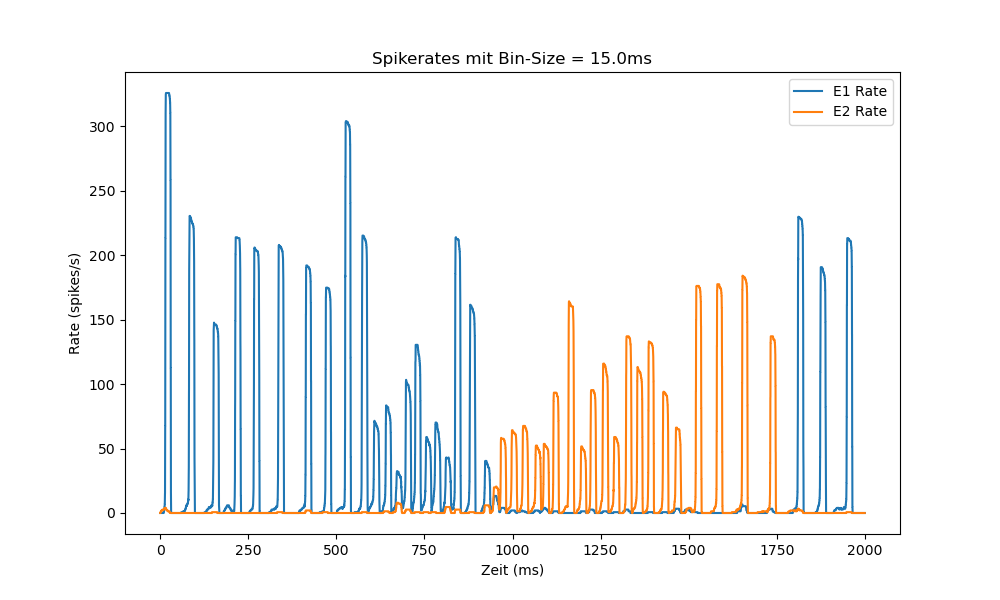 Spikerates mit Bin-Size = 15.0ms
E1 Rate
E2 Rate
Rate (spikes/s)
300
250
200
150
100
50
0
0 250 500 750 1000 1250 1500 1750 2000
Zeit (ms)